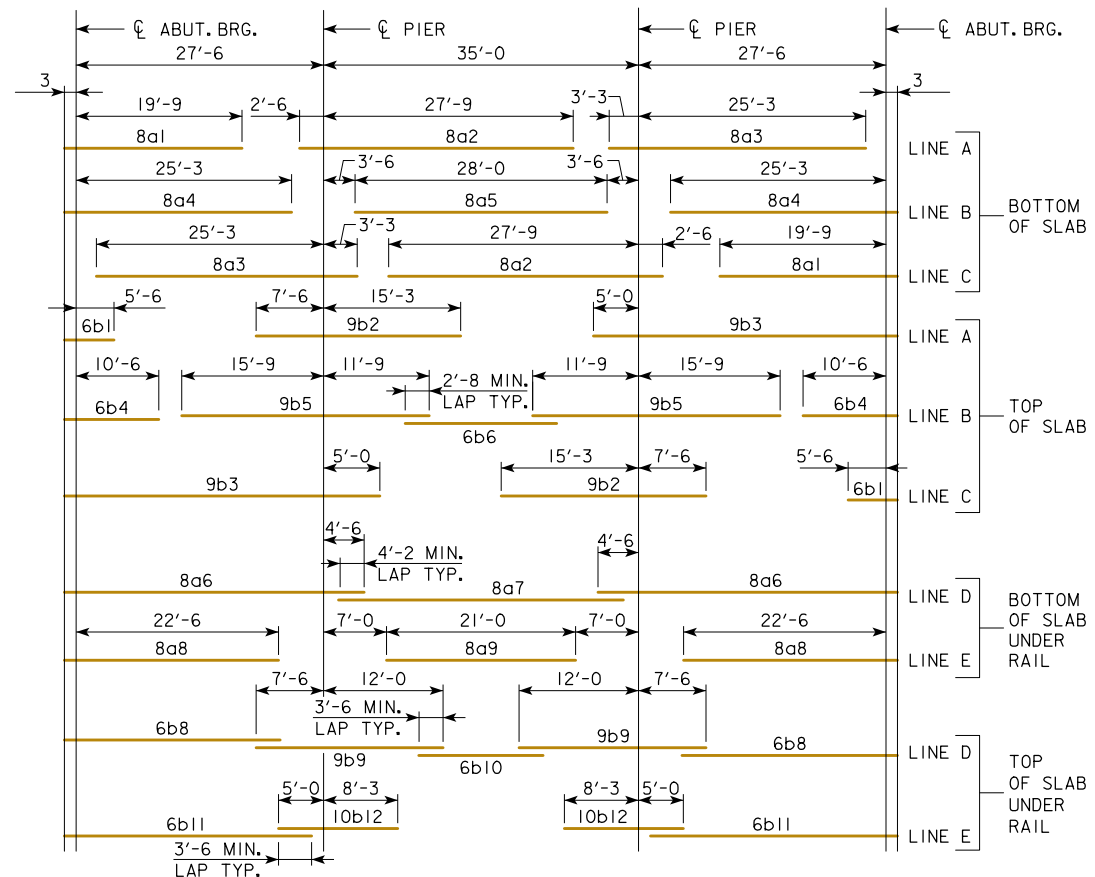 ℄ ABUT. BRG.
℄ PIER
℄ PIER
℄ ABUT. BRG.
27'-6
35'-0
27'-6
3
3
19'-9
2'-6
27'-9
3'-3
25'-3
8a1
8a2
8a3
LINE A
25'-3
3'-6
28'-0
3'-6
25'-3
8a4
8a5
8a4
LINE B
BOTTOM
OF SLAB
25'-3
3'-3
27'-9
2'-6
19'-9
8a3
8a2
8a1
LINE C
5'-6
7'-6
15'-3
5'-0
6b1
9b2
9b3
LINE A
10'-6
15'-9
11'-9
2'-8 MIN.
LAP TYP.
11'-9
15'-9
10'-6
6b4
9b5
6b6
9b5
6b4
LINE B
TOP
OF SLAB
5'-0
15'-3
7'-6
5'-6
9b3
9b2
6b1
LINE C
4'-6
4'-2 MIN.
LAP TYP.
4'-6
8a6
8a7
8a6
LINE D
BOTTOM
OF SLAB
UNDER
RAIL
22'-6
7'-0
21'-0
7'-0
22'-6
8a8
8a9
8a8
LINE E
7'-6
12'-0
12'-0
7'-6
3'-6 MIN.
LAP TYP.
6b8
9b9
6b10
9b9
6b8
LINE D
TOP
OF SLAB
UNDER
RAIL
5'-0
8'-3
8'-3
5'-0
6b11
10b12
10b12
6b11
LINE E
3'-6 MIN.
LAP TYP.